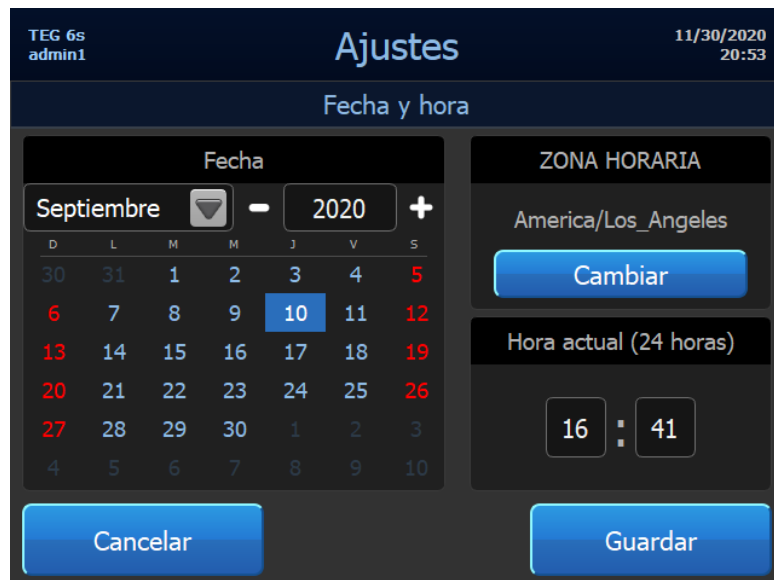 TEG 6s
admin1
Ajustes
11/30/2020
20:53
Fecha y hora
Fecha
Septiembre
2020
D L M M J V S
30 31 1 2 3 4 5
6 7 8 9 10 11 12
13 14 15 16 17 18 19
20 21 22 23 24 25 26
27 28 29 30 1 2 3
4 5 6 7 8 9 10
ZONA HORARIA
America/Los_Angeles
Cambiar
Hora actual (24 horas)
16 : 41
Cancelar
Guardar